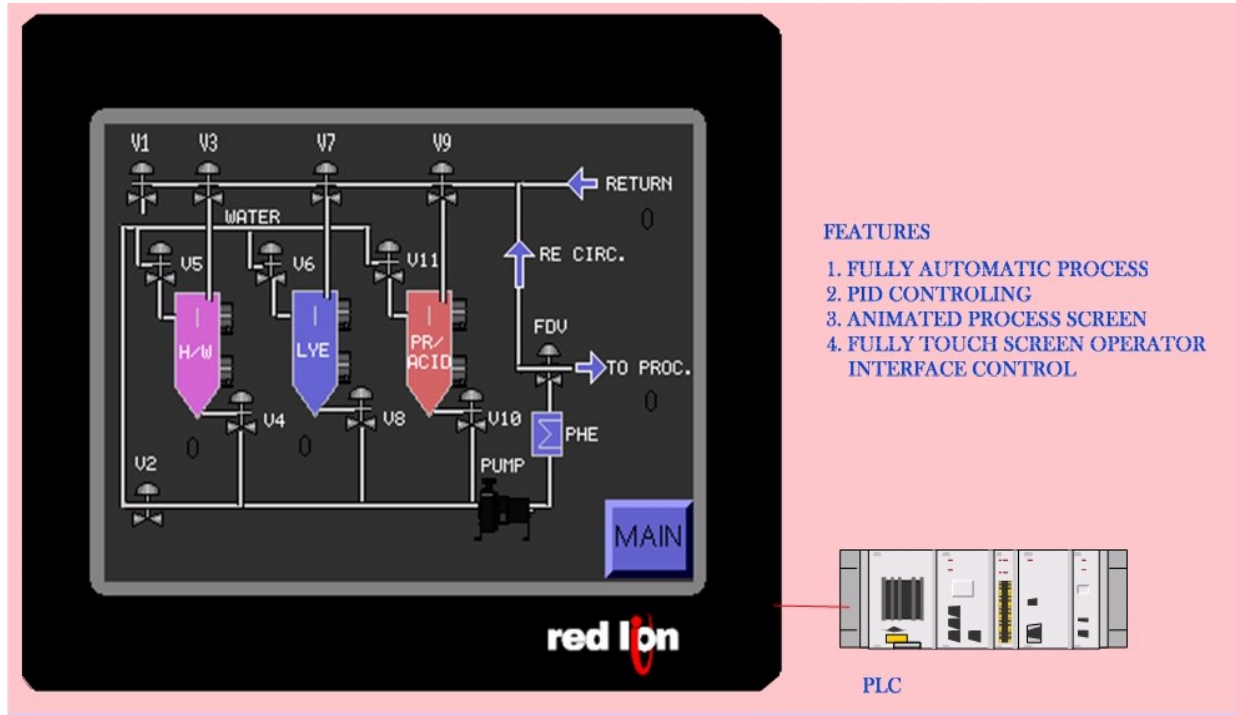 V1 V3 V7 V9
RETURN
0
WATER
RE CIRC.
V5 V6 V11
FDV
H/W LYE PR/
ACID
TO PROC.
0
V4 V8 V10
PHE
0 0
V2
PUMP
MAIN
red lion
FEATURES
1. FULLY AUTOMATIC PROCESS
2. PID CONTROLING
3. ANIMATED PROCESS SCREEN
4. FULLY TOUCH SCREEN OPERATOR
INTERFACE CONTROL
PLC